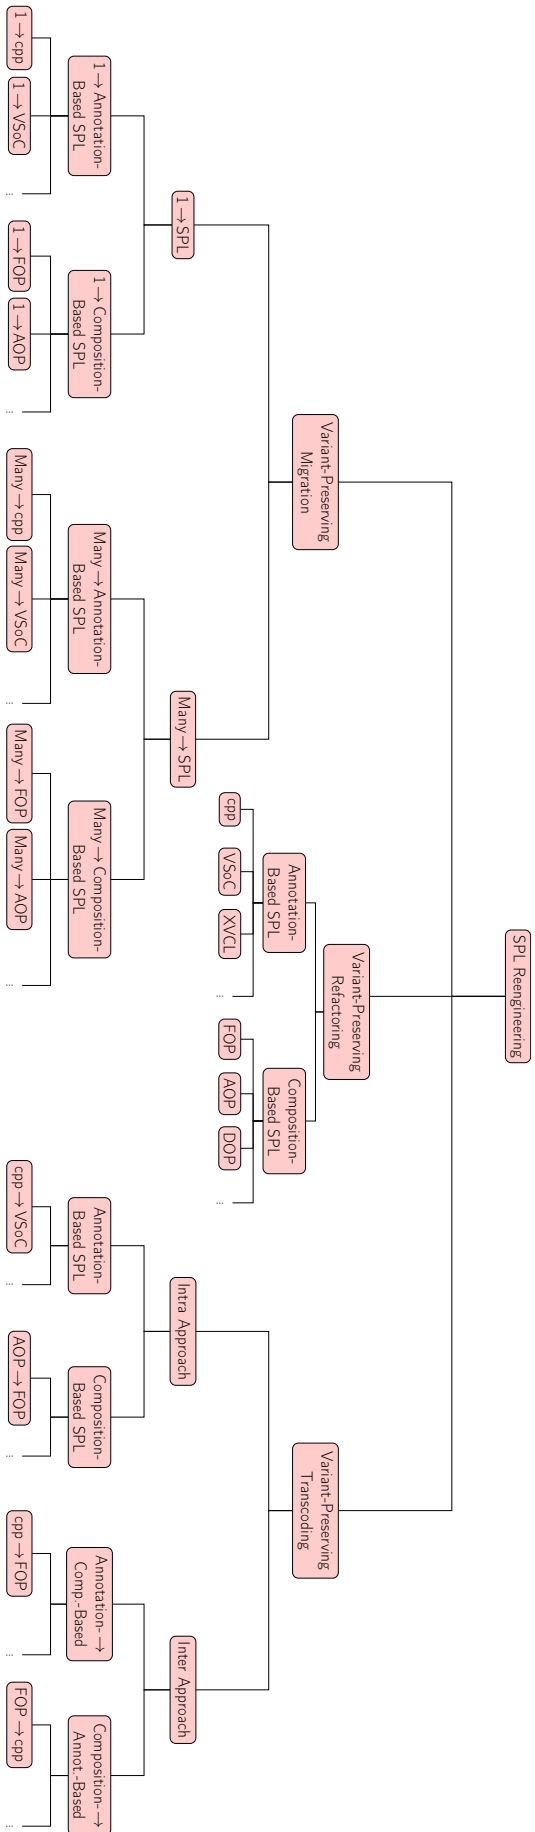 SPL Reengineering
Variant-Preserving
Migration
Variant-Preserving
Refactoring
Variant-Preserving
Transcoding
1 → SPL
Many → SPL
Annotation-
Based SPL
Composition-
Based SPL
Intra Approach
Inter Approach
cpp
VSoC
XVCL
...
FOP
AOP
DOP
...
1 → Annotation-
Based SPL
1 → Composition-
Based SPL
Many → Annotation-
Based SPL
Many → Composition-
Based SPL
Annotation-
Based SPL
Composition-
Based SPL
Annotation- →
Comp.-Based
Composition- →
Annot.-Based
1 → cpp
1 → VSoC
...
1 → FOP
1 → AOP
...
Many → cpp
Many → VSoC
...
Many → FOP
Many → AOP
...
cpp → VSoC
...
AOP → FOP
...
cpp → FOP
...
FOP → cpp
...